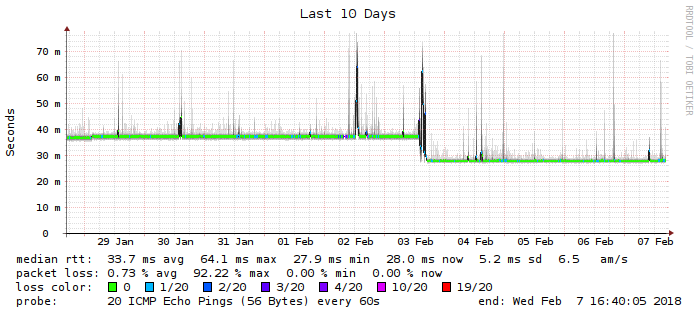 Last 10 Days
RRDTOOL / TOBI OETIKER
Seconds
70 m
60 m
50 m
40 m
30 m
20 m
10 m
0
29 Jan 30 Jan 31 Jan 01 Feb 02 Feb 03 Feb 04 Feb 05 Feb 06 Feb 07 Feb
median rtt: 33.7 ms avg 64.1 ms max 27.9 ms min 28.0 ms now 5.2 ms sd 6.5 am/s
packet loss: 0.73 % avg 92.22 % max 0.00 % min 0.00 % now
loss color: 0 1/20 2/20 3/20 4/20 10/20 19/20
probe: 20 ICMP Echo Pings (56 Bytes) every 60s end: Wed Feb 7 16:40:05 2018